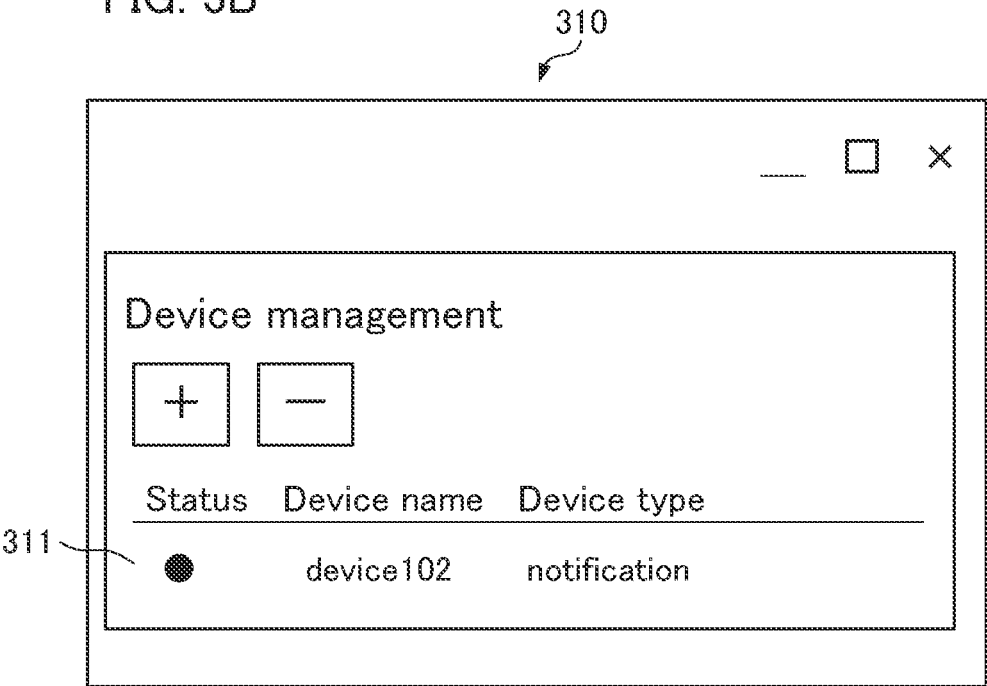 FIG. 3B
310
_ □ ×
Device management
+ −
Status Device name Device type
311 ● device102 notification